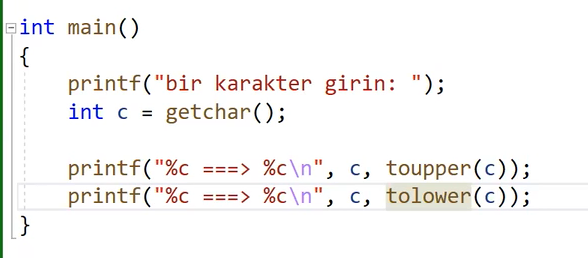 int main()
{
printf("bir karakter girin: ");
int c = getchar();
printf("%c ===> %c\n", c, toupper(c));
printf("%c ===> %c\n", c, tolower(c));
}